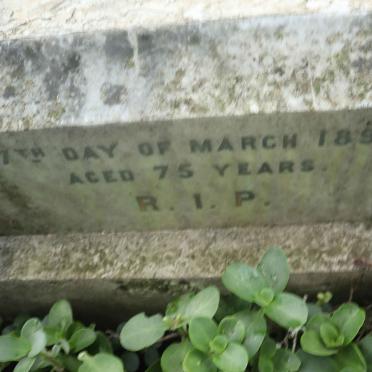 7TH DAY OF MARCH 18
AGED 75 YEARS.
R. I. P.